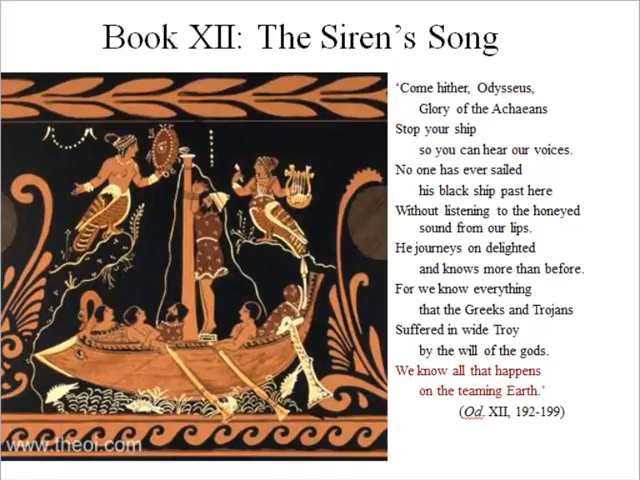 Book XII: The Siren's Song
‘Come hither, Odysseus,
Glory of the Achaeans
Stop your ship
so you can hear our voices.
No one has ever sailed
his black ship past here
Without listening to the honeyed
sound from our lips.
He journeys on delighted
and knows more than before.
For we know everything
that the Greeks and Trojans
Suffered in wide Troy
by the will of the gods.
We know all that happens
on the teaming Earth.’
(Od. XII, 192-199)
www.theoi.com